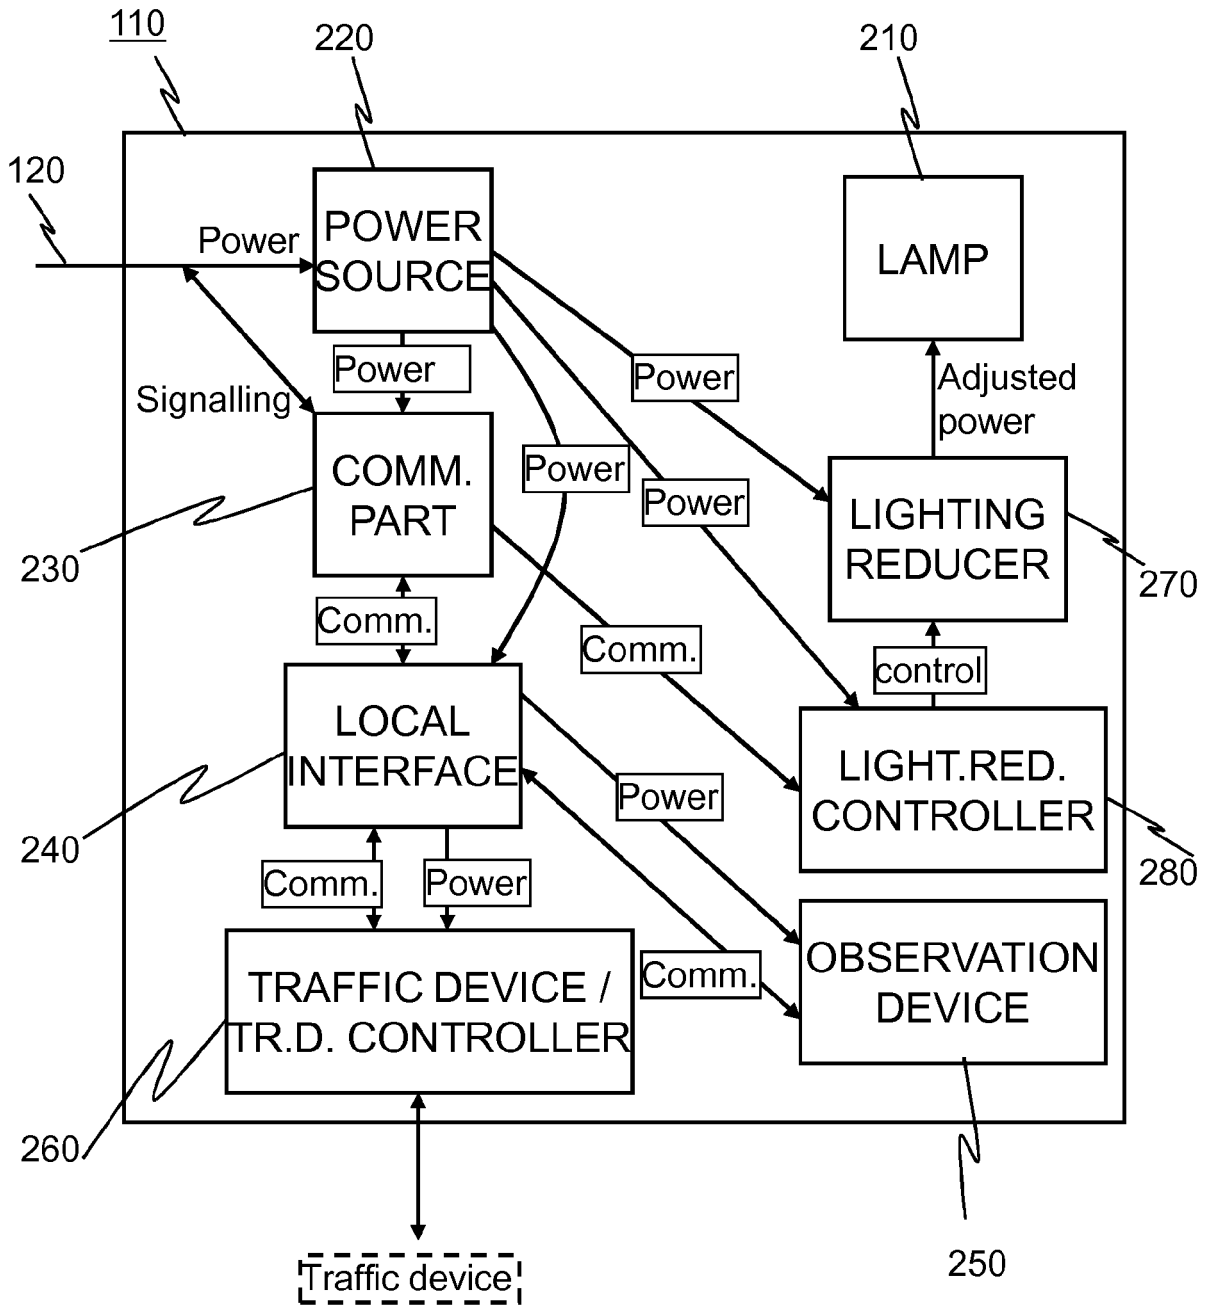 110
220
210
120
Power
POWER
SOURCE
LAMP
Power
Power
Adjusted
power
Signalling
COMM.
PART
Power
Power
LIGHTING
REDUCER
230
270
Comm.
Comm.
control
LOCAL
INTERFACE
LIGHT.RED.
CONTROLLER
Power
240
280
Comm.
Power
OBSERVATION
DEVICE
Comm.
TRAFFIC DEVICE /
TR.D. CONTROLLER
260
250
Traffic device